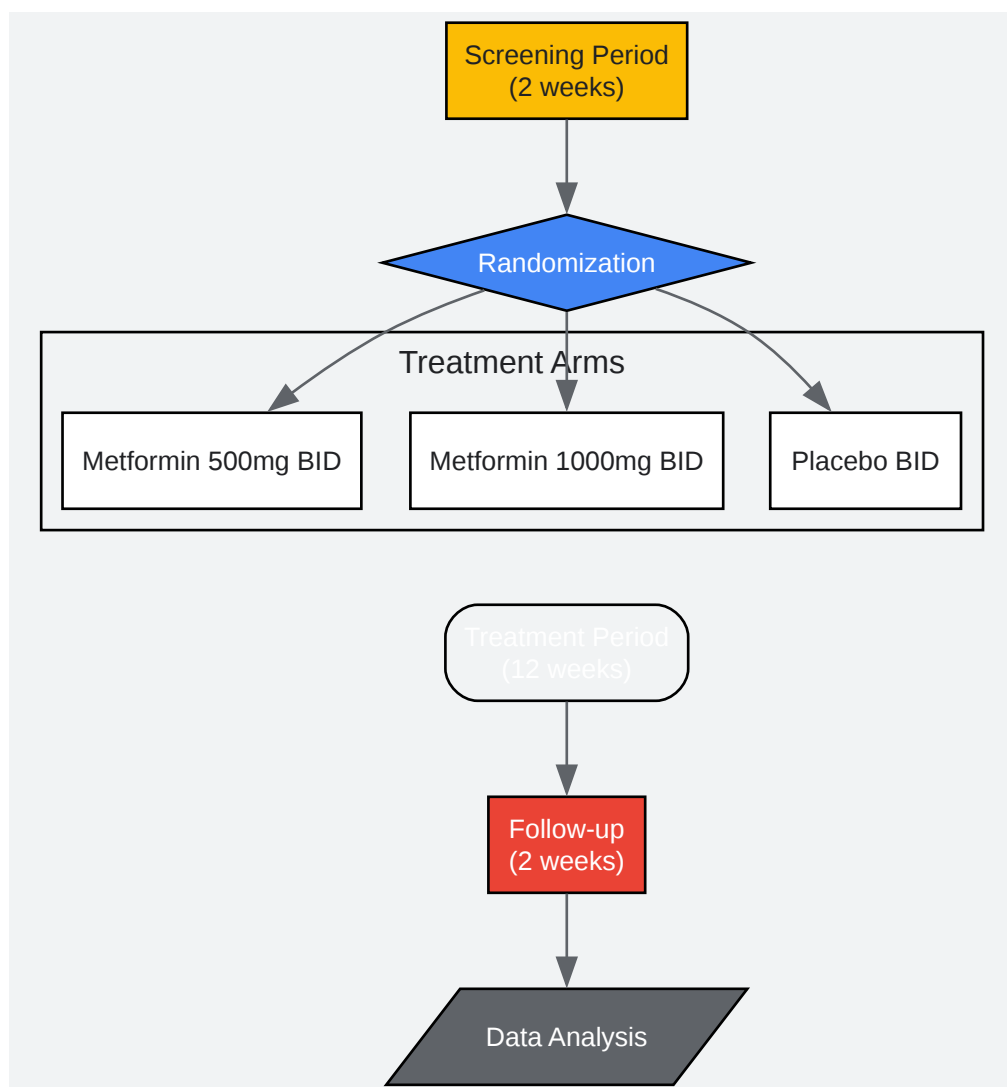 Screening Period
(2 weeks)
Randomization
Treatment Arms
Metformin 500mg BID
Metformin 1000mg BID
Placebo BID
Treatment Period
(12 weeks)
Follow-up
(2 weeks)
Data Analysis